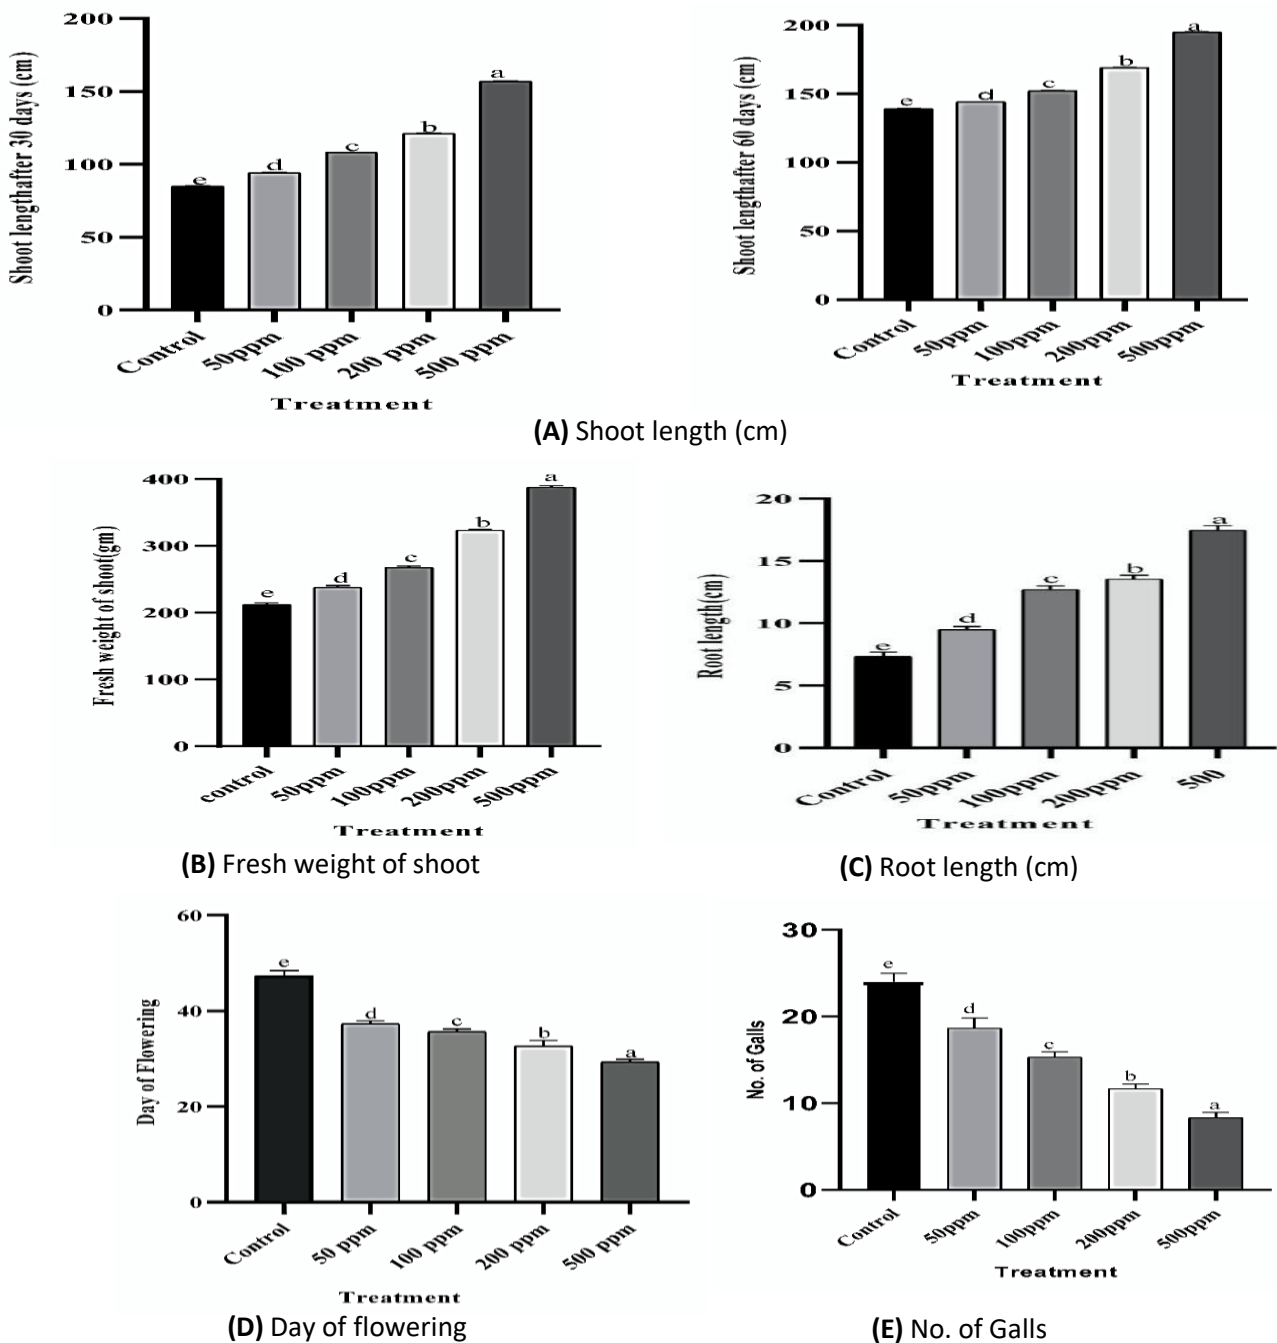 Shoot lengthafter 30 days (cm)
200
150
100
50
0
e
d
c
b
a
Control
50ppm
100 ppm
200 ppm
500 ppm
Treatment
Shoot lengthafter 60 days (cm)
200
150
100
50
0
e
d
c
b
a
Control
50ppm
100ppm
200ppm
500ppm
Treatment
(A) Shoot length (cm)
Fresh weight of shoot(gm)
400
300
200
100
0
e
d
c
b
a
control
50ppm
100ppm
200ppm
500ppm
Treatment
(B) Fresh weight of shoot
Root length(cm)
20
15
10
5
0
e
d
c
b
a
Control
50ppm
100ppm
200ppm
500
Treatment
(C) Root length (cm)
Day of Flowering
60
40
20
0
e
d
c
b
a
Control
50 ppm
100 ppm
200 ppm
500 ppm
Treatment
(D) Day of flowering
No. of Galls
30
20
10
0
e
d
c
b
a
Control
50ppm
100ppm
200ppm
500ppm
Treatment
(E) No. of Galls